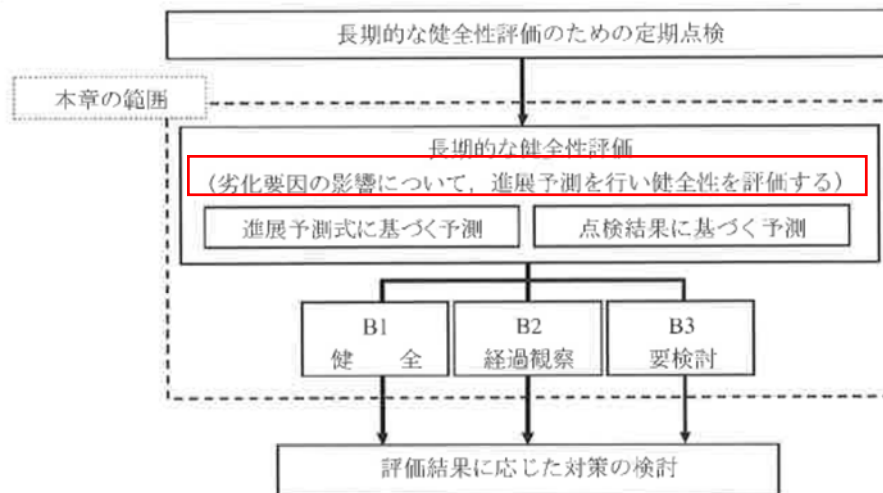 長期的な健全性評価のための定期点検
本章の範囲
長期的な健全性評価
(劣化要因の影響について，進展予測を行い健全性を評価する)
進展予測式に基づく予測
点検結果に基づく予測
B1
健　　全
B2
経過観察
B3
要検討
評価結果に応じた対策の検討